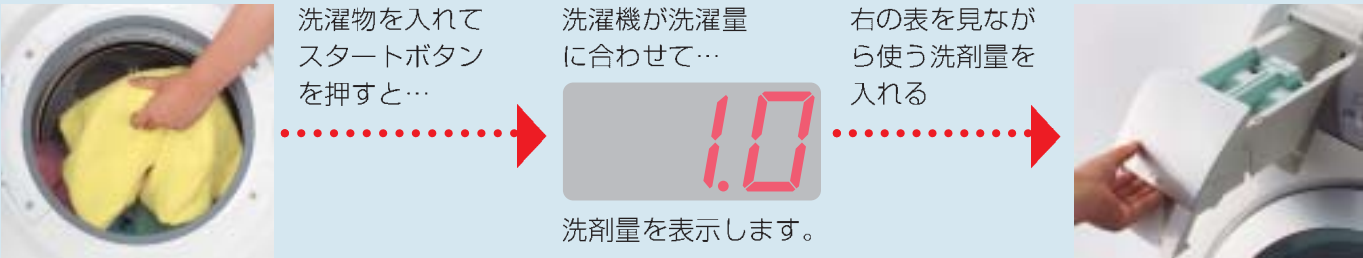 洗濯物を入れて
スタートボタン
を押すと…
洗濯機が洗濯量
に合わせて…
1.0
洗剤量を表示します。
右の表を見なが
ら使う洗剤量を
入れる